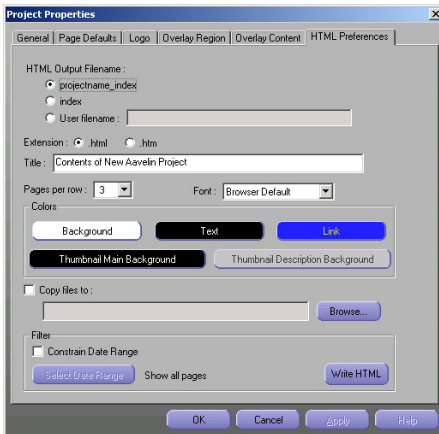 Project Properties
General Page Defaults Logo Overlay Region Overlay Content HTML Preferences
HTML Output Filename :
projectname_index
index
User filename :
Extension : .html .htm
Title : Contents of New Aavelin Project
Pages per row : 3 Font : Browser Default
Colors
Background Text Link
Thumbnail Main Background Thumbnail Description Background
Copy files to :
Browse...
Filter
Constrain Date Range
Select Date Range Show all pages Write HTML
OK Cancel Apply Help